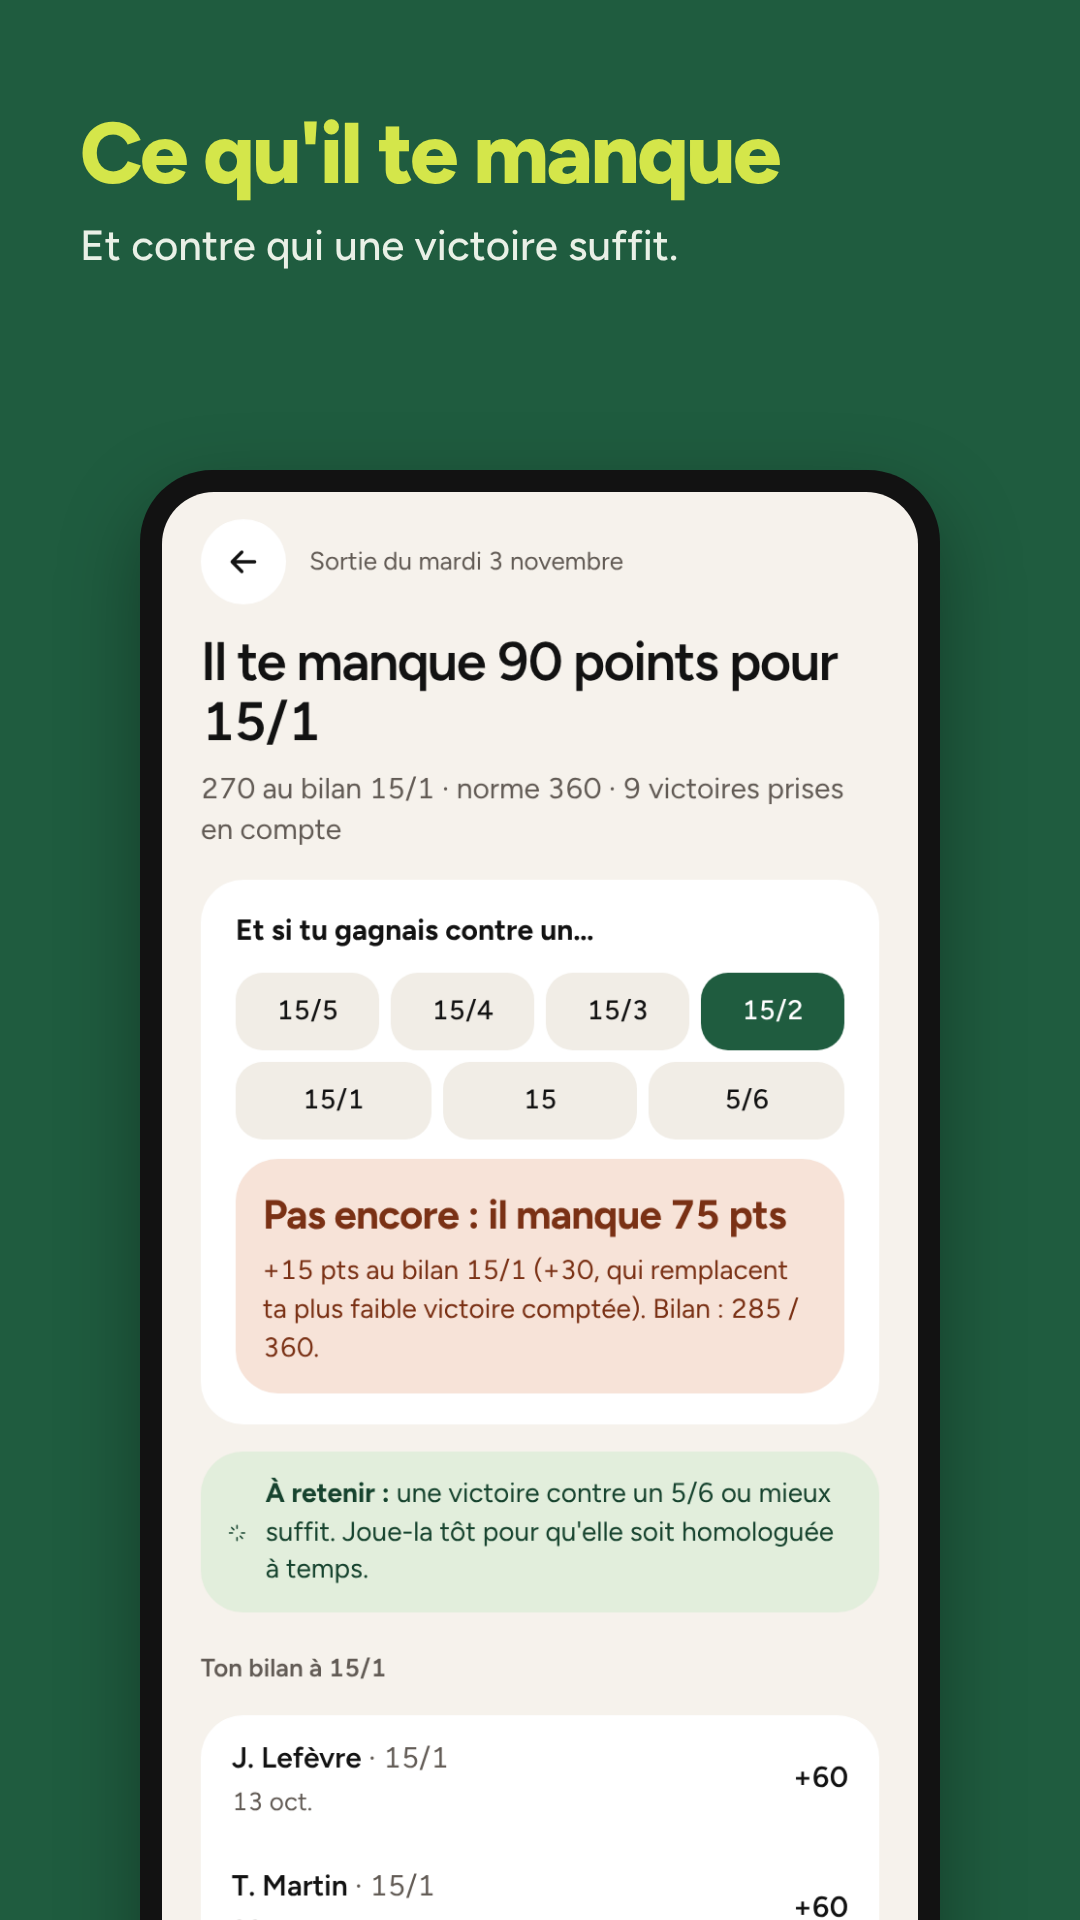 Ce qu'il te manque
Et contre qui une victoire suffit.
Sortie du mardi 3 novembre
Il te manque 90 points pour
15/1
270 au bilan 15/1 · norme 360 · 9 victoires prises
en compte
Et si tu gagnais contre un...
15/5
15/4
15/3
15/2
15/1
15
5/6
Pas encore : il manque 75 pts
+15 pts au bilan 15/1 (+30, qui remplacent
ta plus faible victoire comptée). Bilan : 285 /
360.
À retenir : une victoire contre un 5/6 ou mieux
suffit. Joue-la tôt pour qu'elle soit homologuée
à temps.
Ton bilan à 15/1
J. Lefèvre · 15/1
13 oct.
+60
T. Martin · 15/1
+60